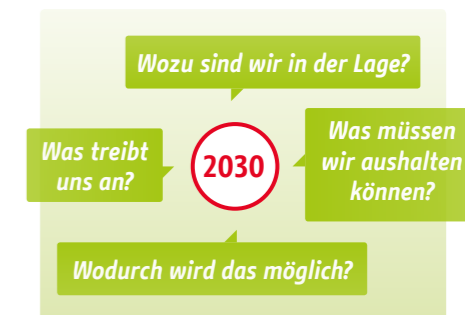 Wozu sind wir in der Lage?
Was treibt
uns an?
2030
Was müssen
wir aushalten
können?
Wodurch wird das möglich?